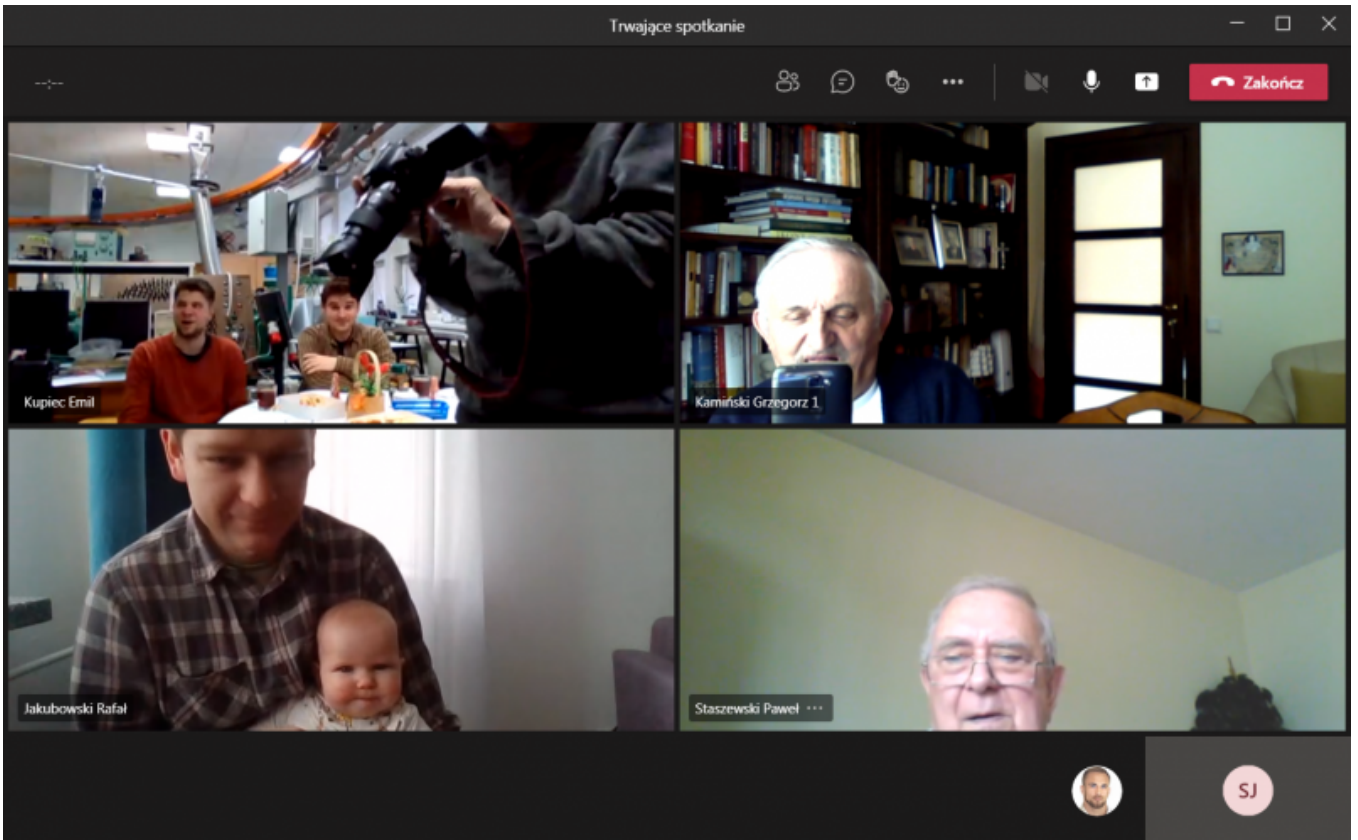 Trwające spotkanie
--:--
Zakończ
Kupiec Emil
Kamiński Grzegorz 1
Jakubowski Rafał
Staszewski Paweł ···
SJ